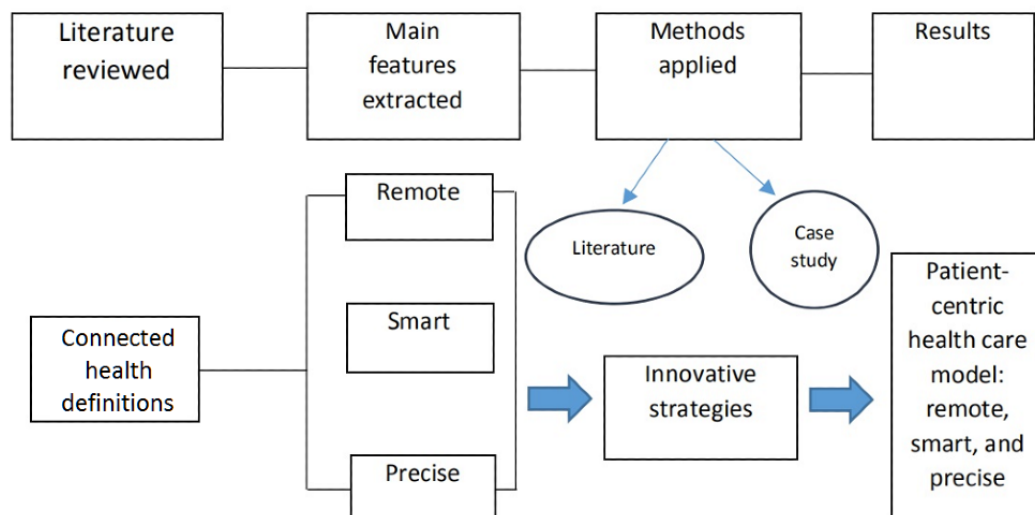 Literature
reviewed
Main
features
extracted
Methods
applied
Results
Remote
Smart
Precise
Connected
health
definitions
Literature
Case
study
Innovative
strategies
Patient-
centric
health care
model:
remote,
smart, and
precise